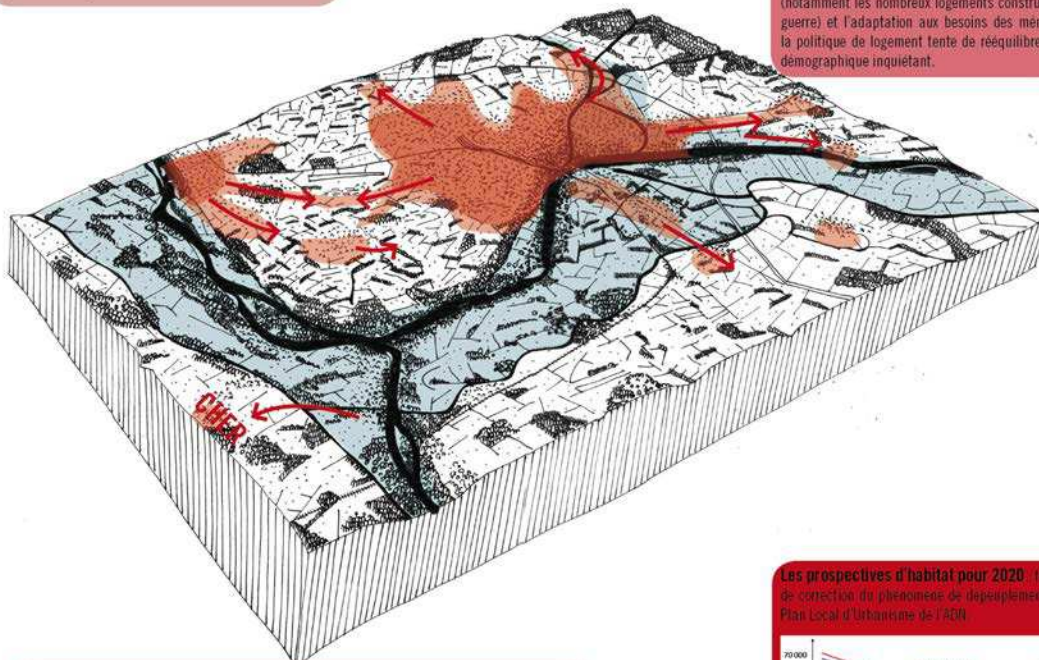 (notamment les nombreux logements constru
guerre) et l'adaptation aux besoins des mén
la politique de logement tente de rééquilibre
démographique inquiétant.
CHER
Les prospectives d'habitat pour 2020
de correction du phénomène de dépeuplemen
Plan Local d'Urbanisme de l'ADN.
70 000